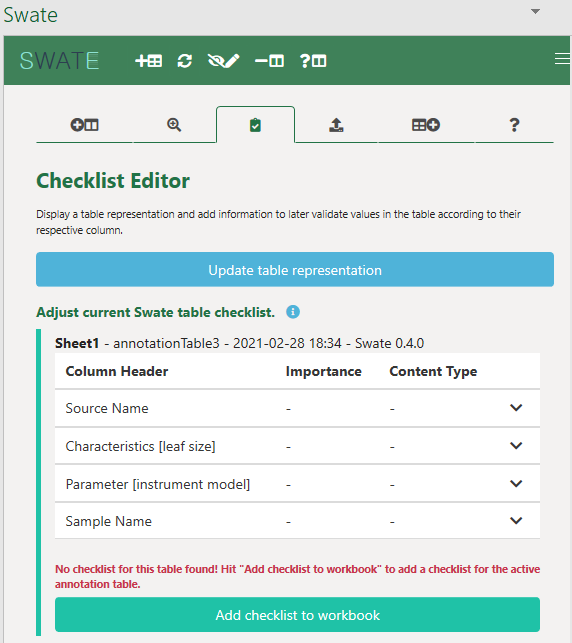 Swate
SWATE
?
?
Checklist Editor
Display a table representation and add information to later validate values in the table according to their
respective column.
Update table representation
Adjust current Swate table checklist.
Sheet1 - annotationTable3 - 2021-02-28 18:34 - Swate 0.4.0
Column Header Importance Content Type
Source Name - -
Characteristics [leaf size] - -
Parameter [instrument model] - -
Sample Name - -
No checklist for this table found! Hit "Add checklist to workbook" to add a checklist for the active
annotation table.
Add checklist to workbook